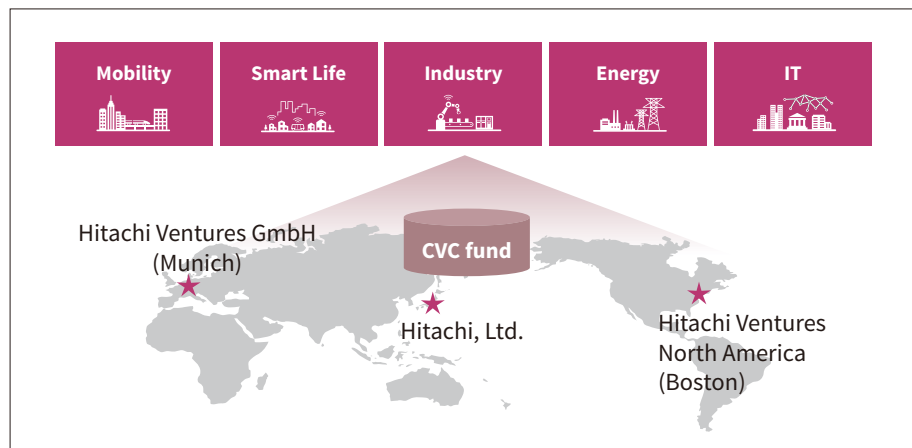 Mobility
Smart Life
Industry
Energy
IT
CVC fund
Hitachi Ventures GmbH
(Munich)
Hitachi, Ltd.
Hitachi Ventures
North America
(Boston)